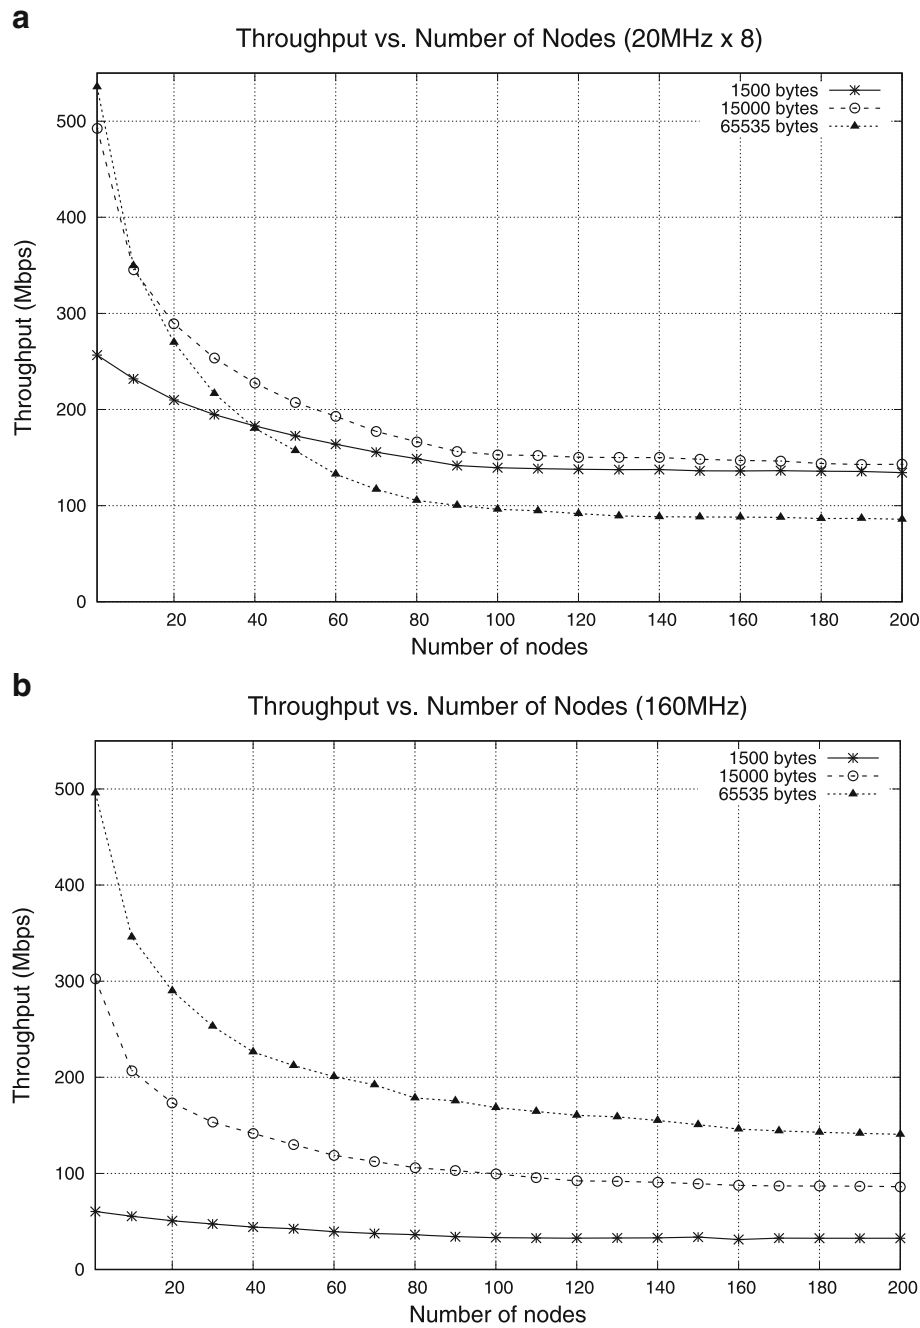 a
Throughput vs. Number of Nodes (20MHz x 8)
1500 bytes
15000 bytes
65535 bytes
500
400
300
200
100
0
Throughput (Mbps)
20 40 60 80 100 120 140 160 180 200
Number of nodes
b
Throughput vs. Number of Nodes (160MHz)
1500 bytes
15000 bytes
65535 bytes
500
400
300
200
100
0
Throughput (Mbps)
20 40 60 80 100 120 140 160 180 200
Number of nodes